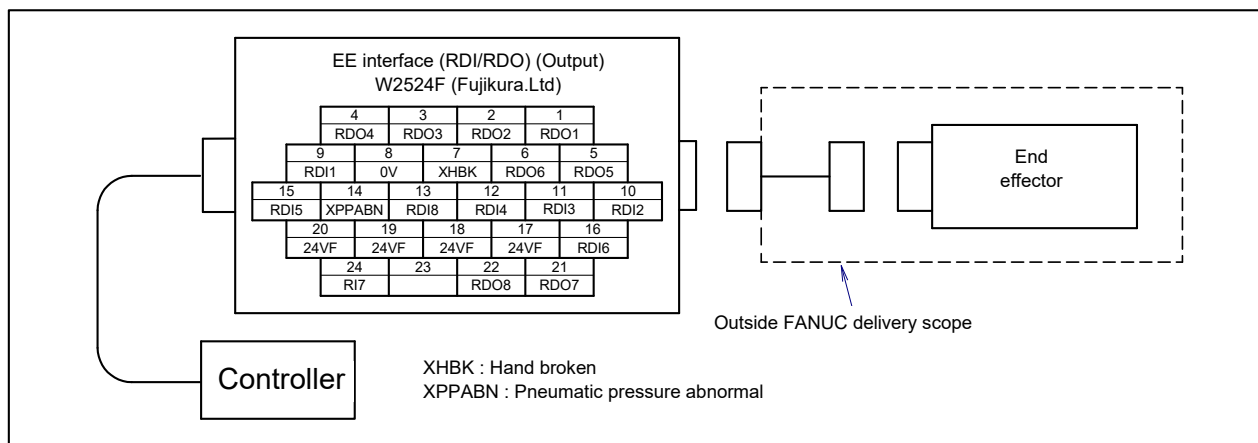 EE interface (RDI/RDO) (Output)
W2524F (Fujikura.Ltd)
4 3 2 1
RDO4 RDO3 RDO2 RDO1
9 8 7 6 5
RDI1 0V XHBK RDO6 RDO5
15 14 13 12 11 10
RDI5 XPPABN RDI8 RDI4 RDI3 RDI2
20 19 18 17 16
24VF 24VF 24VF 24VF RDI6
24 23 22 21
RI7 RDO8 RDO7
End
effector
Outside FANUC delivery scope
Controller
XHBK : Hand broken
XPPABN : Pneumatic pressure abnormal